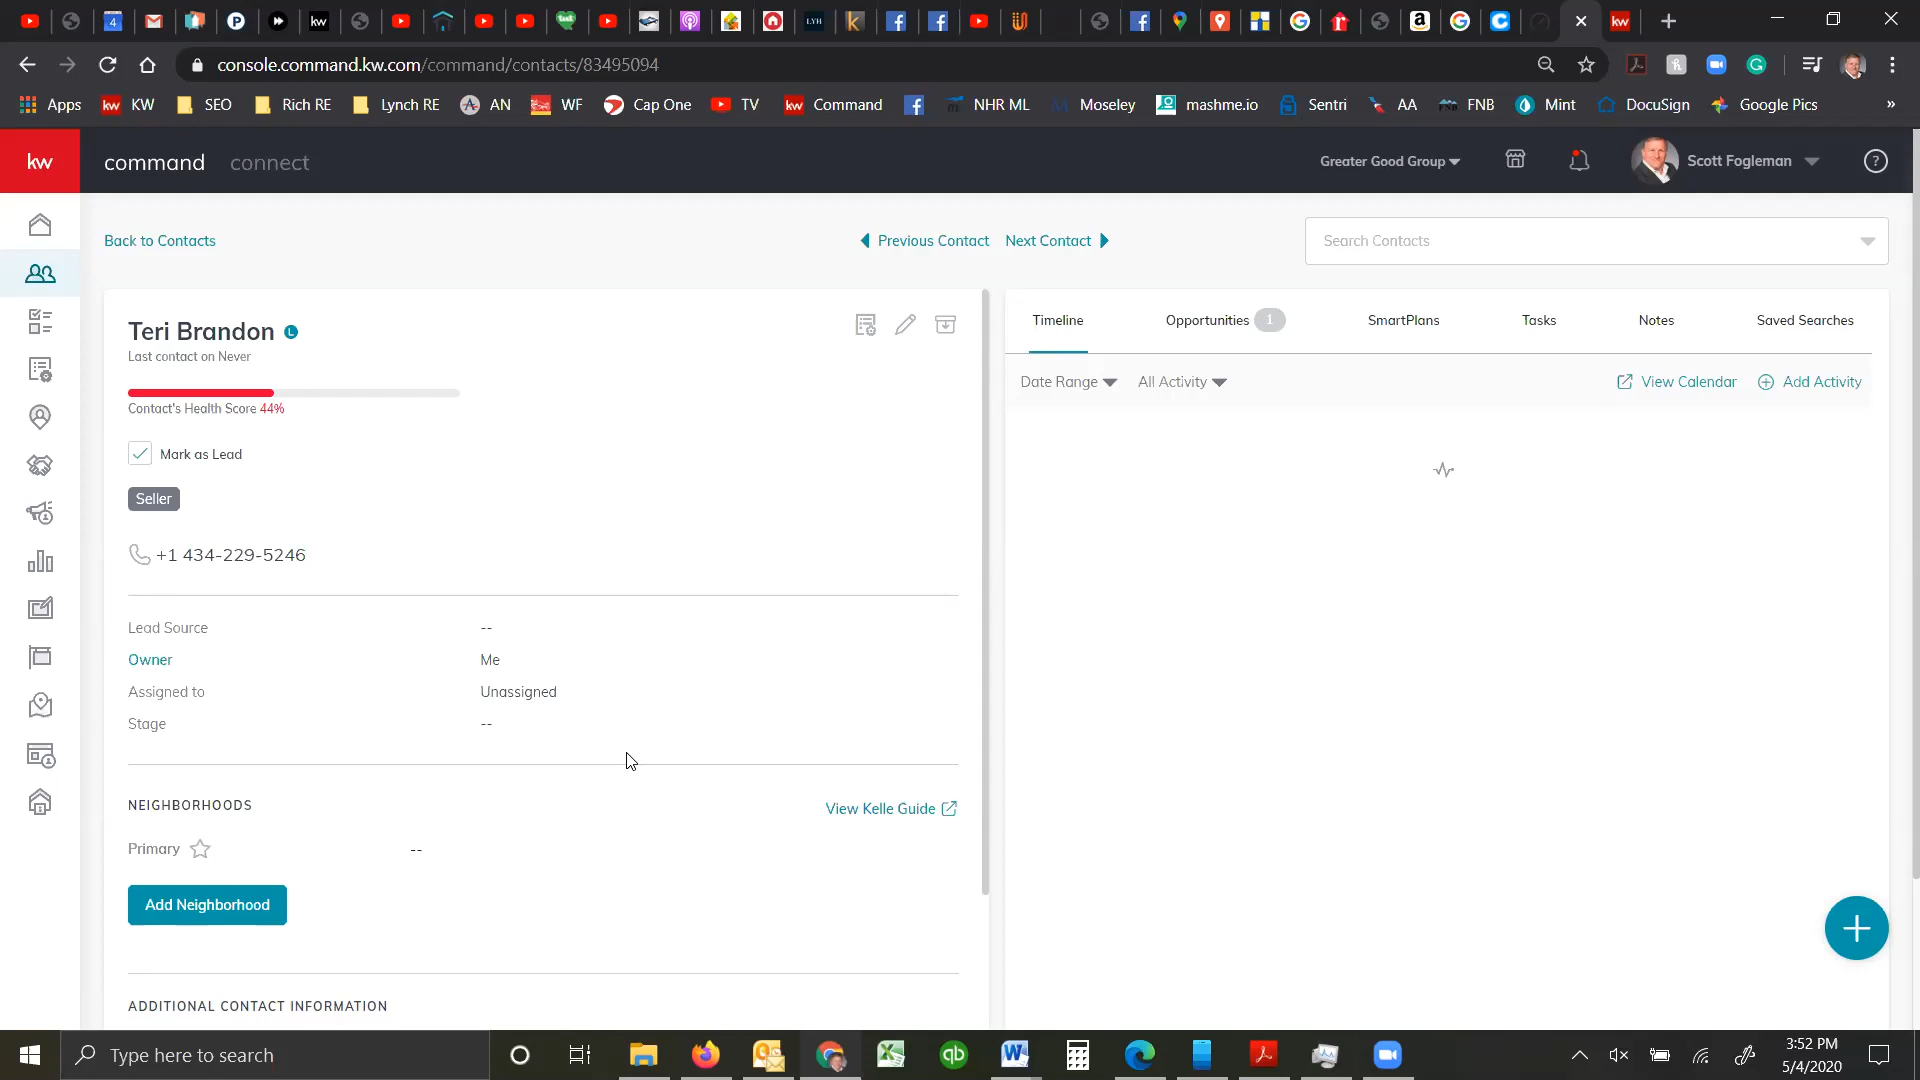 console.command.kw.com/command/contacts/83495094
Apps KW SEO Rich RE Lynch RE AN WF Cap One TV Command NHR ML Moseley mashme.io Sentri AA FNB Mint DocuSign Google Pics »
kw command connect Greater Good Group Scott Fogleman ?
Back to Contacts Previous Contact Next Contact Search Contacts
Teri Brandon L
Last contact on Never
Contact's Health Score 44%
Mark as Lead
Seller
+1 434-229-5246
Lead Source --
Owner Me
Assigned to Unassigned
Stage --
NEIGHBORHOODS View Kelle Guide
Primary --
Add Neighborhood
ADDITIONAL CONTACT INFORMATION
Timeline Opportunities 1 SmartPlans Tasks Notes Saved Searches
Date Range All Activity View Calendar Add Activity
Type here to search
3:52 PM
5/4/2020